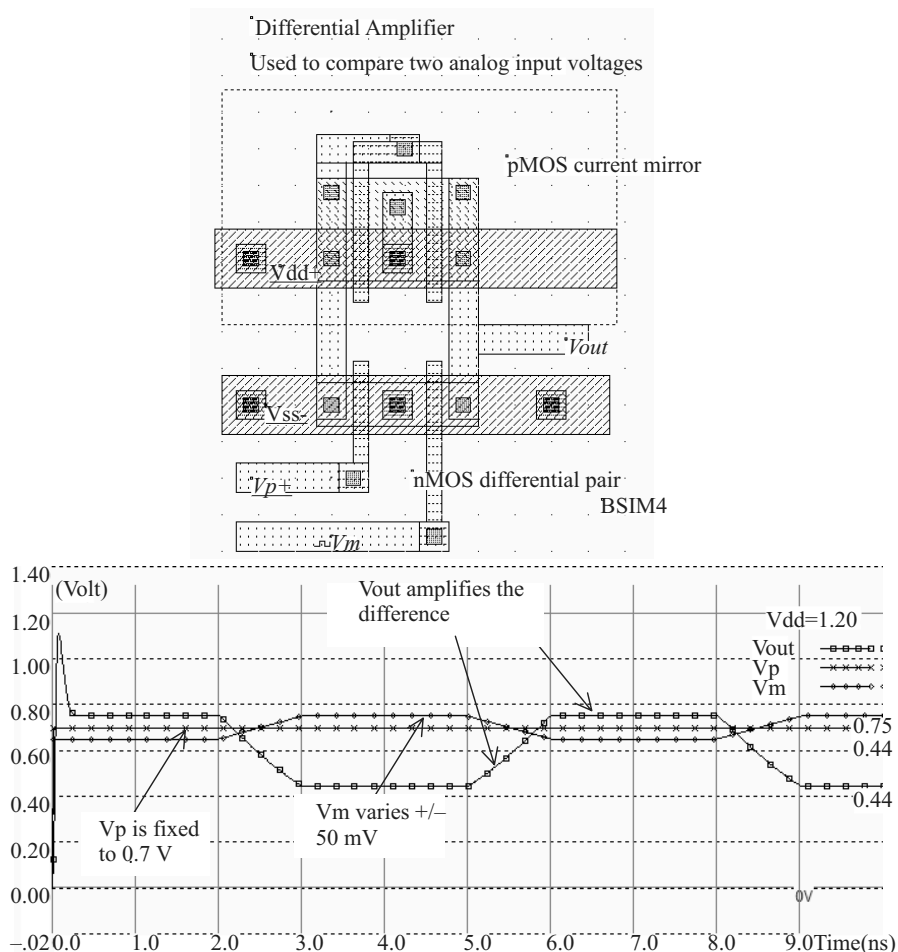 Differential Amplifier
Used to compare two analog input voltages
pMOS current mirror
Vdd+
Vout
Vss-
Vp+
nMOS differential pair
BSIM4
Vm
1.40
(Volt)
Vout amplifies the
difference
1.20
Vdd=1.20
Vout
1.00
Vp
Vm
0.80
0.75
0.60
0.44
0.40
0.44
Vp is fixed
to 0.7 V
Vm varies +/–
50 mV
0.20
0.00
0V
–.02 0.0 1.0 2.0 3.0 4.0 5.0 6.0 7.0 8.0 9.0 Time(ns)